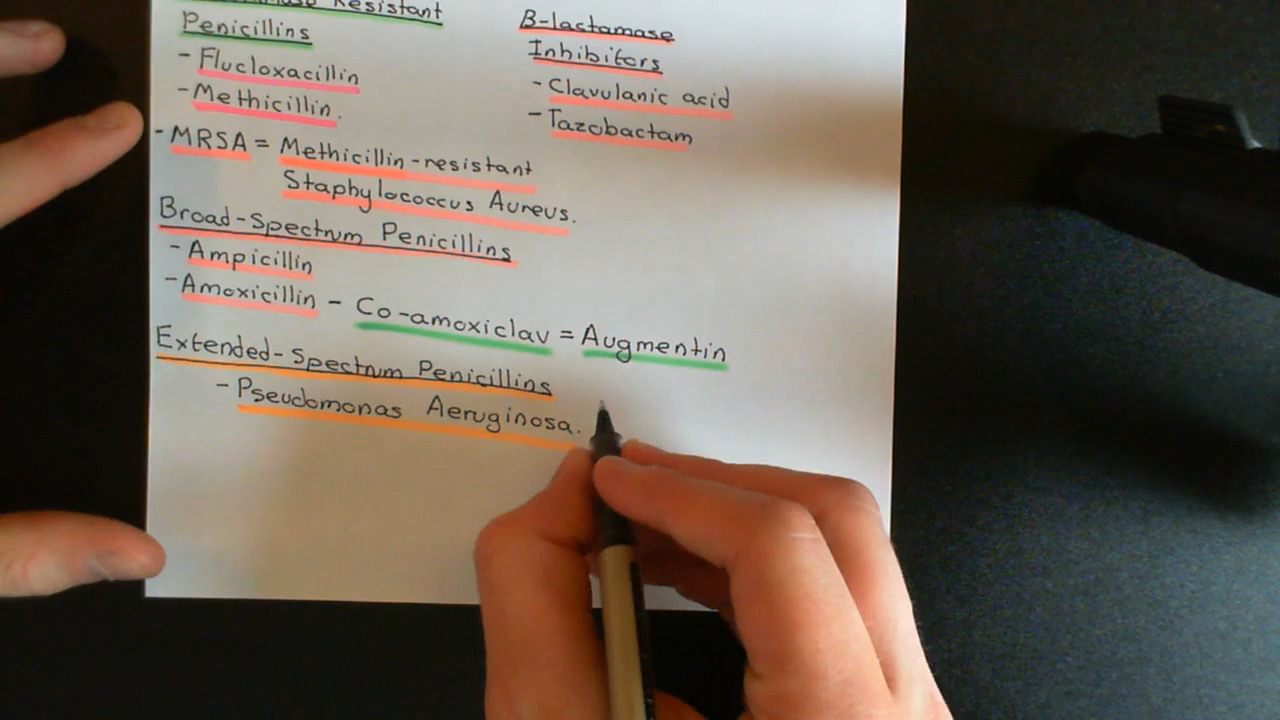 Resistant
Penicillins
- Flucloxacillin
- Methicillin.
- MRSA = Methicillin-resistant
Staphylococcus Aureus.
Broad-Spectrum Penicillins
- Ampicillin
- Amoxicillin - Co-amoxiclav = Augmentin
Extended-Spectrum Penicillins
- Pseudomonas Aeruginosa.
β-lactamase
Inhibitors
- Clavulanic acid
- Tazobactam